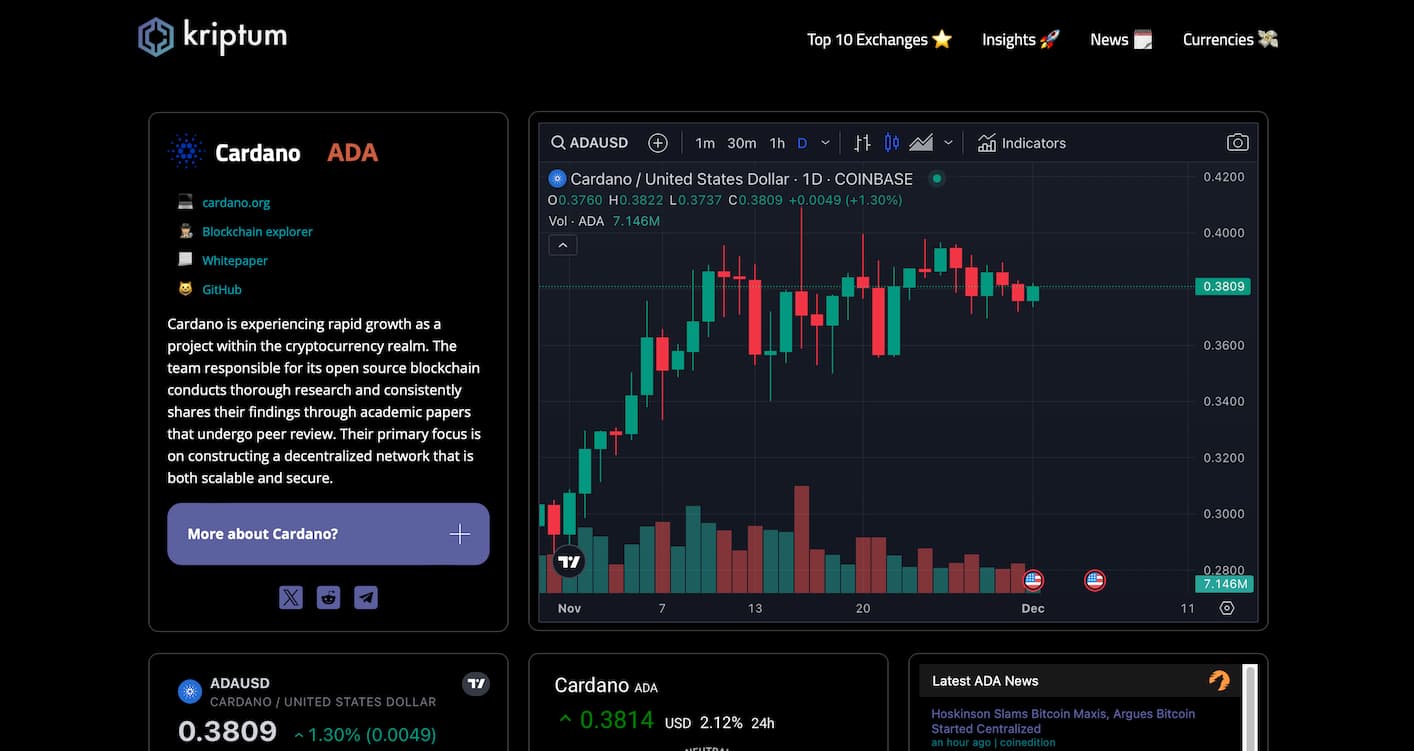 kriptum
Top 10 Exchanges ⭐ Insights 🚀 News 🗒️ Currencies 💸
Cardano ADA
cardano.org
Blockchain explorer
Whitepaper
GitHub
Cardano is experiencing rapid growth as a
project within the cryptocurrency realm. The
team responsible for its open source blockchain
conducts thorough research and consistently
shares their findings through academic papers
that undergo peer review. Their primary focus is
on constructing a decentralized network that is
both scalable and secure.
More about Cardano?
ADAUSD 1m 30m 1h D Indicators
Cardano / United States Dollar · 1D · COINBASE
O0.3760 H0.3822 L0.3737 C0.3809 +0.0049 (+1.30%)
Vol · ADA 7.146M
0.4200
0.4000
0.3809
0.3600
0.3400
0.3200
0.3000
0.2800
7.146M
Nov 7 13 20 Dec 11
ADAUSD
CARDANO / UNITED STATES DOLLAR
0.3809 1.30% (0.0049)
Cardano ADA
0.3814 USD 2.12% 24h
NEUTRAL
Latest ADA News
Hoskinson Slams Bitcoin Maxis, Argues Bitcoin
Started Centralized
an hour ago | coinedition